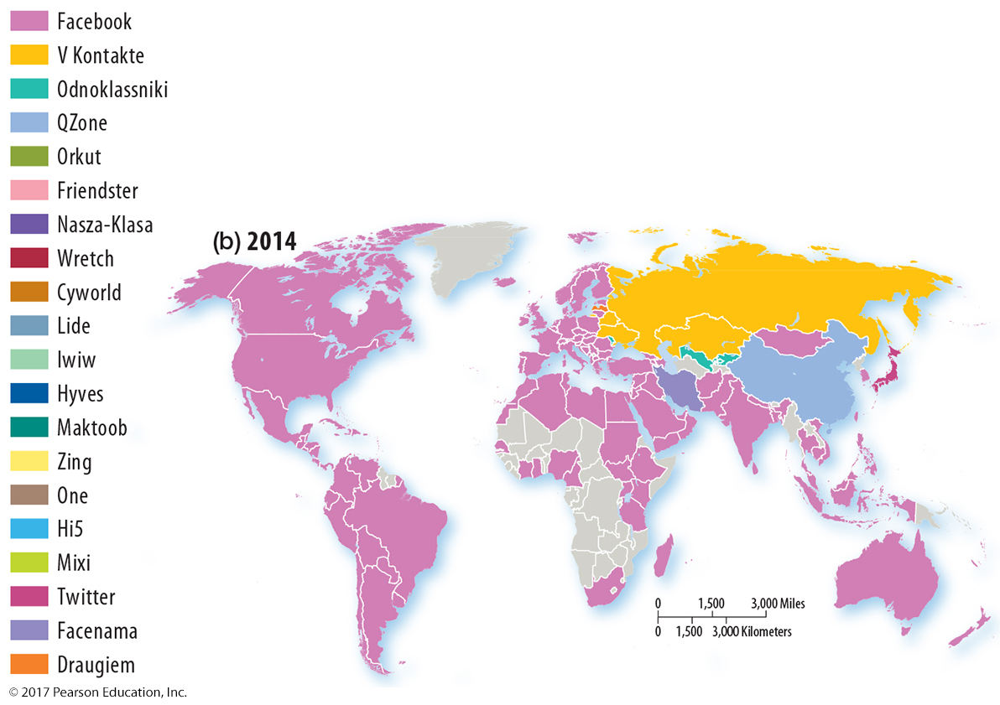 Facebook
V Kontakte
Odnoklassniki
QZone
Orkut
Friendster
Nasza-Klasa
Wretch
Cyworld
Lide
Iwiw
Hyves
Maktoob
Zing
One
Hi5
Mixi
Twitter
Facenama
Draugiem
© 2017 Pearson Education, Inc.
(b) 2014
0 1,500 3,000 Miles
0 1,500 3,000 Kilometers